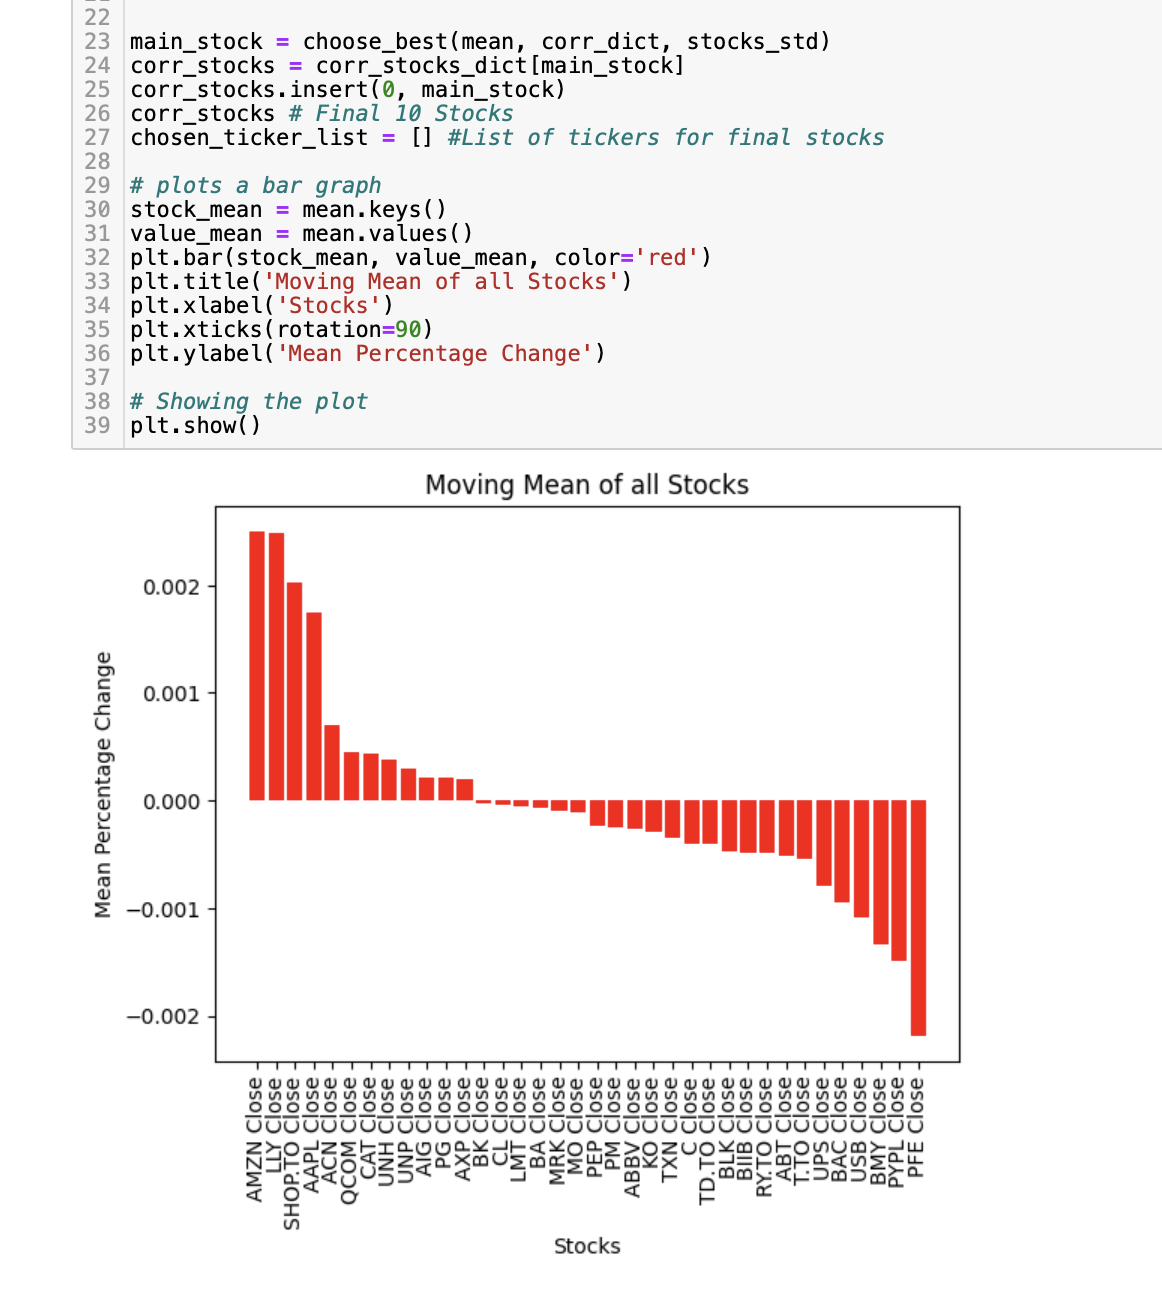 22
23 main_stock = choose_best(mean, corr_dict, stocks_std)
24 corr_stocks = corr_stocks_dict[main_stock]
25 corr_stocks.insert(0, main_stock)
26 corr_stocks # Final 10 Stocks
27 chosen_ticker_list = [] #List of tickers for final stocks
28
29 # plots a bar graph
30 stock_mean = mean.keys()
31 value_mean = mean.values()
32 plt.bar(stock_mean, value_mean, color='red')
33 plt.title('Moving Mean of all Stocks')
34 plt.xlabel('Stocks')
35 plt.xticks(rotation=90)
36 plt.ylabel('Mean Percentage Change')
37
38 # Showing the plot
39 plt.show()
Moving Mean of all Stocks
Mean Percentage Change
0.002
0.001
0.000
−0.001
−0.002
AMZN Close
LLY Close
SHOP.TO Close
AAPL Close
ACN Close
QCOM Close
CAT Close
UNH Close
UNP Close
AIG Close
PG Close
AXP Close
BK Close
CL Close
LMT Close
BA Close
MRK Close
MO Close
PEP Close
PM Close
ABBV Close
KO Close
TXN Close
C Close
TD.TO Close
BLK Close
BIIB Close
RY.TO Close
ABT Close
T.TO Close
UPS Close
BAC Close
USB Close
BMY Close
PYPL Close
PFE Close
Stocks